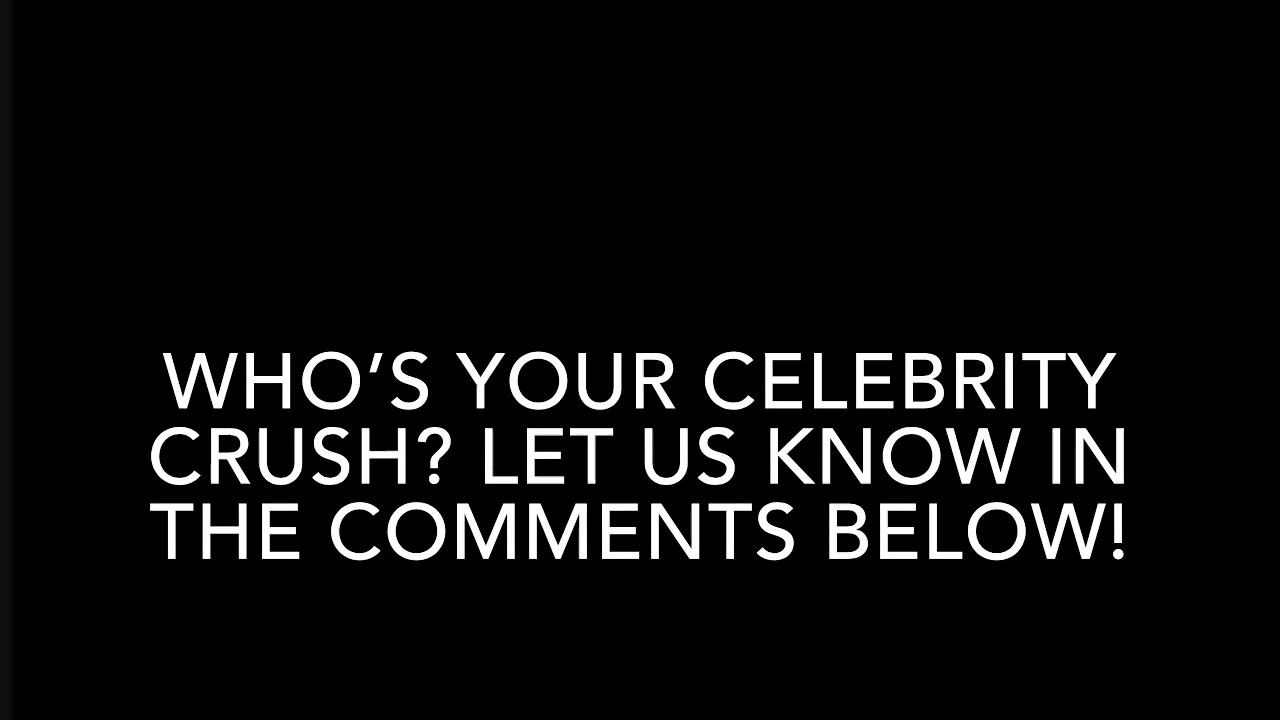 WHO’S YOUR CELEBRITY
CRUSH? LET US KNOW IN
THE COMMENTS BELOW!